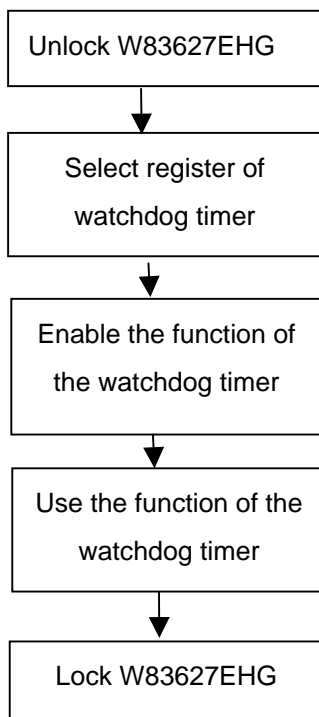 Unlock W83627EHG
Select register of
watchdog timer
Enable the function of
the watchdog timer
Use the function of the
watchdog timer
Lock W83627EHG